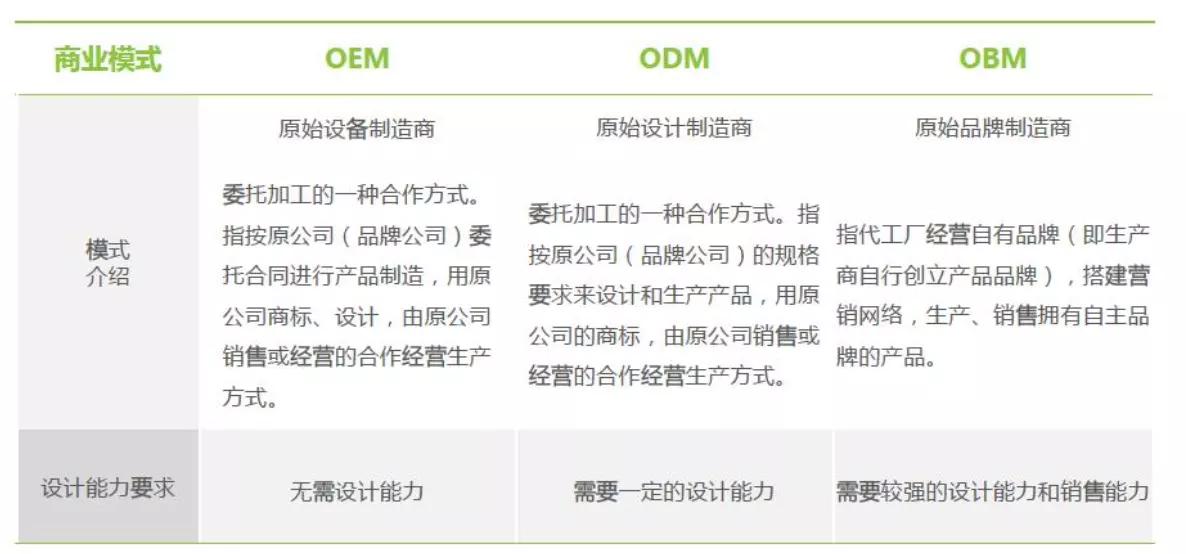 商业模式
OEM
ODM
OBM
模式
介绍
原始设备制造商
委托加工的一种合作方式。
指按原公司（品牌公司）委
托合同进行产品制造，用原
公司商标、设计，由原公司
销售或经营的合作经营生产
方式。
原始设计制造商
委托加工的一种合作方式。指
按原公司（品牌公司）的规格
要求来设计和生产产品，用原
公司的商标，由原公司销售或
经营的合作经营生产方式。
原始品牌制造商
指代工厂经营自有品牌（即生产
商自行创立产品品牌），搭建营
销网络，生产、销售拥有自主品
牌的产品。
设计能力要求
无需设计能力
需要一定的设计能力
需要较强的设计能力和销售能力